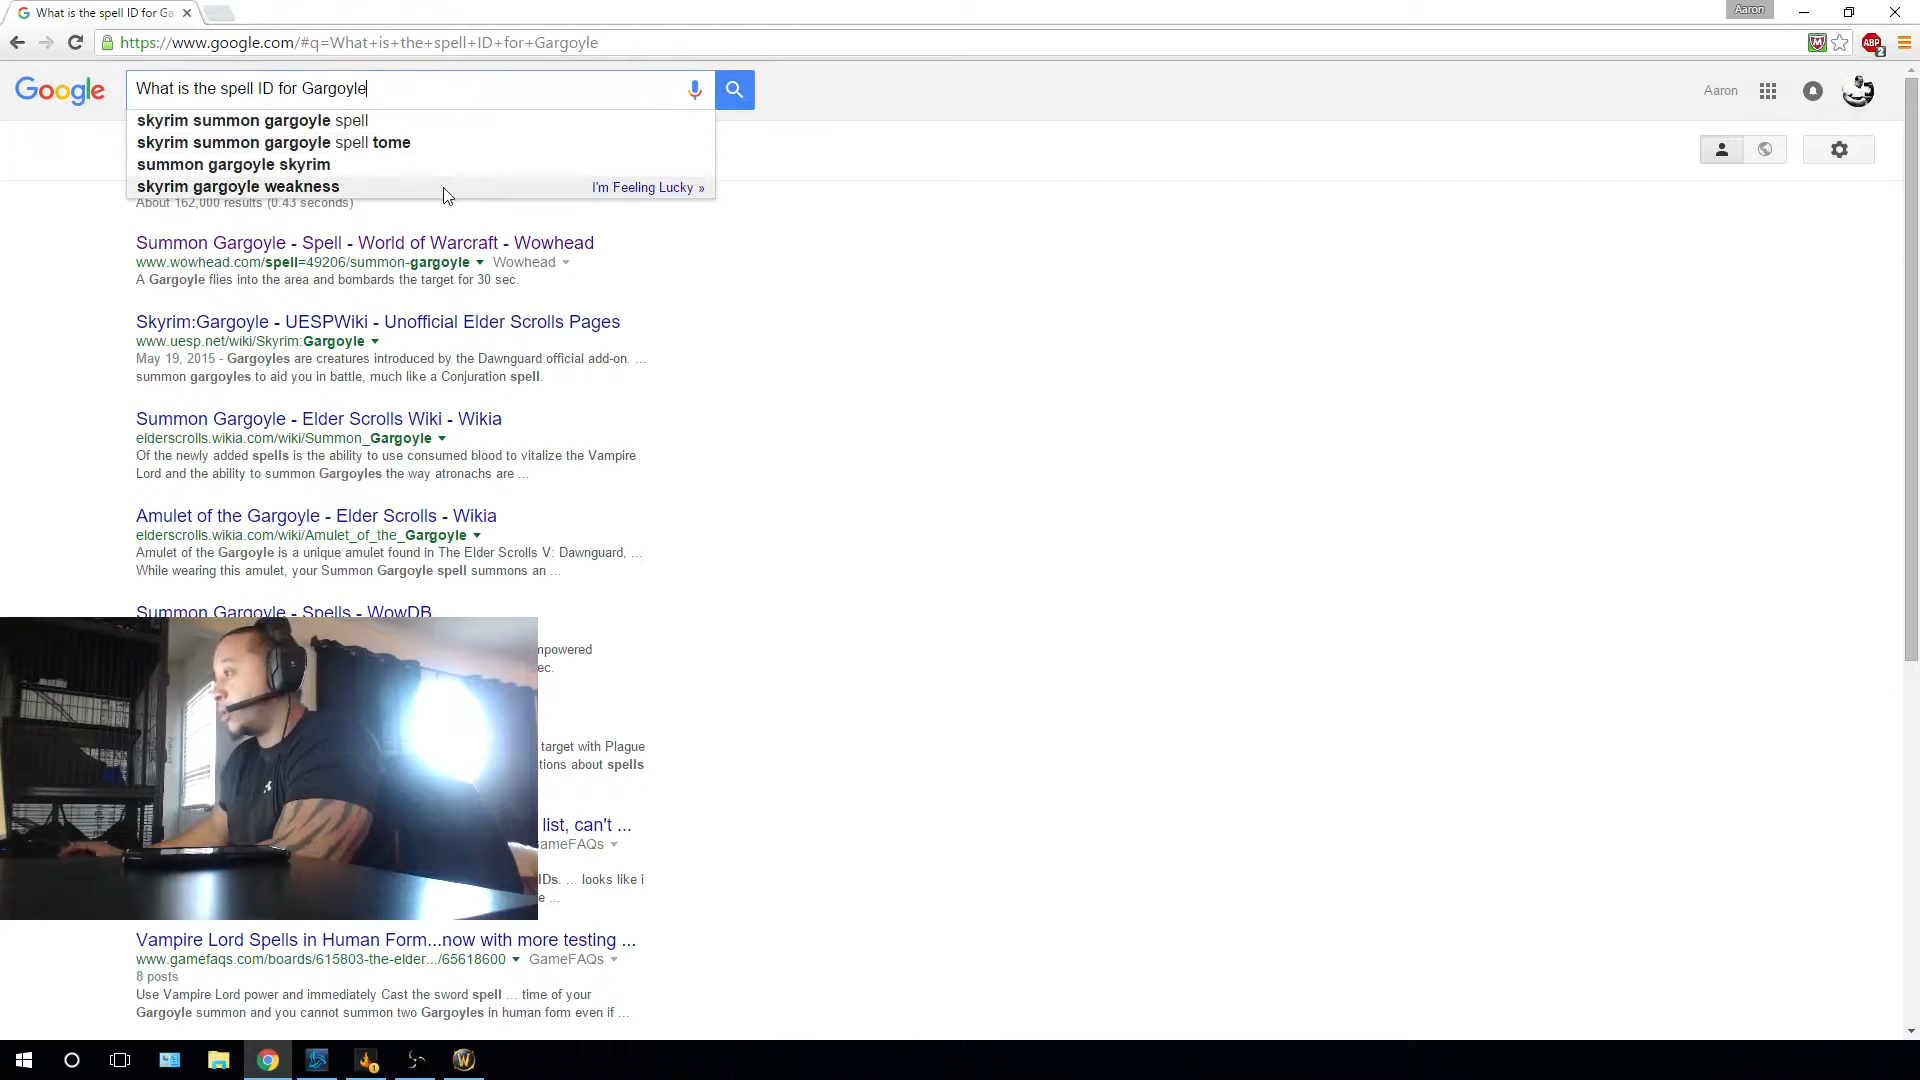 What is the spell ID for Ga
Aaron
https://www.google.com/#q=What+is+the+spell+ID+for+Gargoyle
ABP
2
Google
What is the spell ID for Gargoyle
Aaron
skyrim summon gargoyle spell
skyrim summon gargoyle spell tome
summon gargoyle skyrim
skyrim gargoyle weakness
I'm Feeling Lucky »
About 162,000 results (0.43 seconds)
Summon Gargoyle - Spell - World of Warcraft - Wowhead
www.wowhead.com/spell=49206/summon-gargoyle Wowhead
A Gargoyle flies into the area and bombards the target for 30 sec.
Skyrim:Gargoyle - UESPWiki - Unofficial Elder Scrolls Pages
www.uesp.net/wiki/Skyrim:Gargoyle
May 19, 2015 - Gargoyles are creatures introduced by the Dawnguard official add-on. ...
summon gargoyles to aid you in battle, much like a Conjuration spell.
Summon Gargoyle - Elder Scrolls Wiki - Wikia
elderscrolls.wikia.com/wiki/Summon_Gargoyle
Of the newly added spells is the ability to use consumed blood to vitalize the Vampire
Lord and the ability to summon Gargoyles the way atronachs are ...
Amulet of the Gargoyle - Elder Scrolls - Wikia
elderscrolls.wikia.com/wiki/Amulet_of_the_Gargoyle
Amulet of the Gargoyle is a unique amulet found in The Elder Scrolls V: Dawnguard, ...
While wearing this amulet, your Summon Gargoyle spell summons an ...
Summon Gargoyle - Spells - WowDB
mpowered
ec.
target with Plague
tions about spells
list, can't ...
ameFAQs
IDs. ... looks like i
e ...
Vampire Lord Spells in Human Form...now with more testing ...
www.gamefaqs.com/boards/615803-the-elder.../65618600 GameFAQs
8 posts
Use Vampire Lord power and immediately Cast the sword spell ... time of your
Gargoyle summon and you cannot summon two Gargoyles in human form even if ...